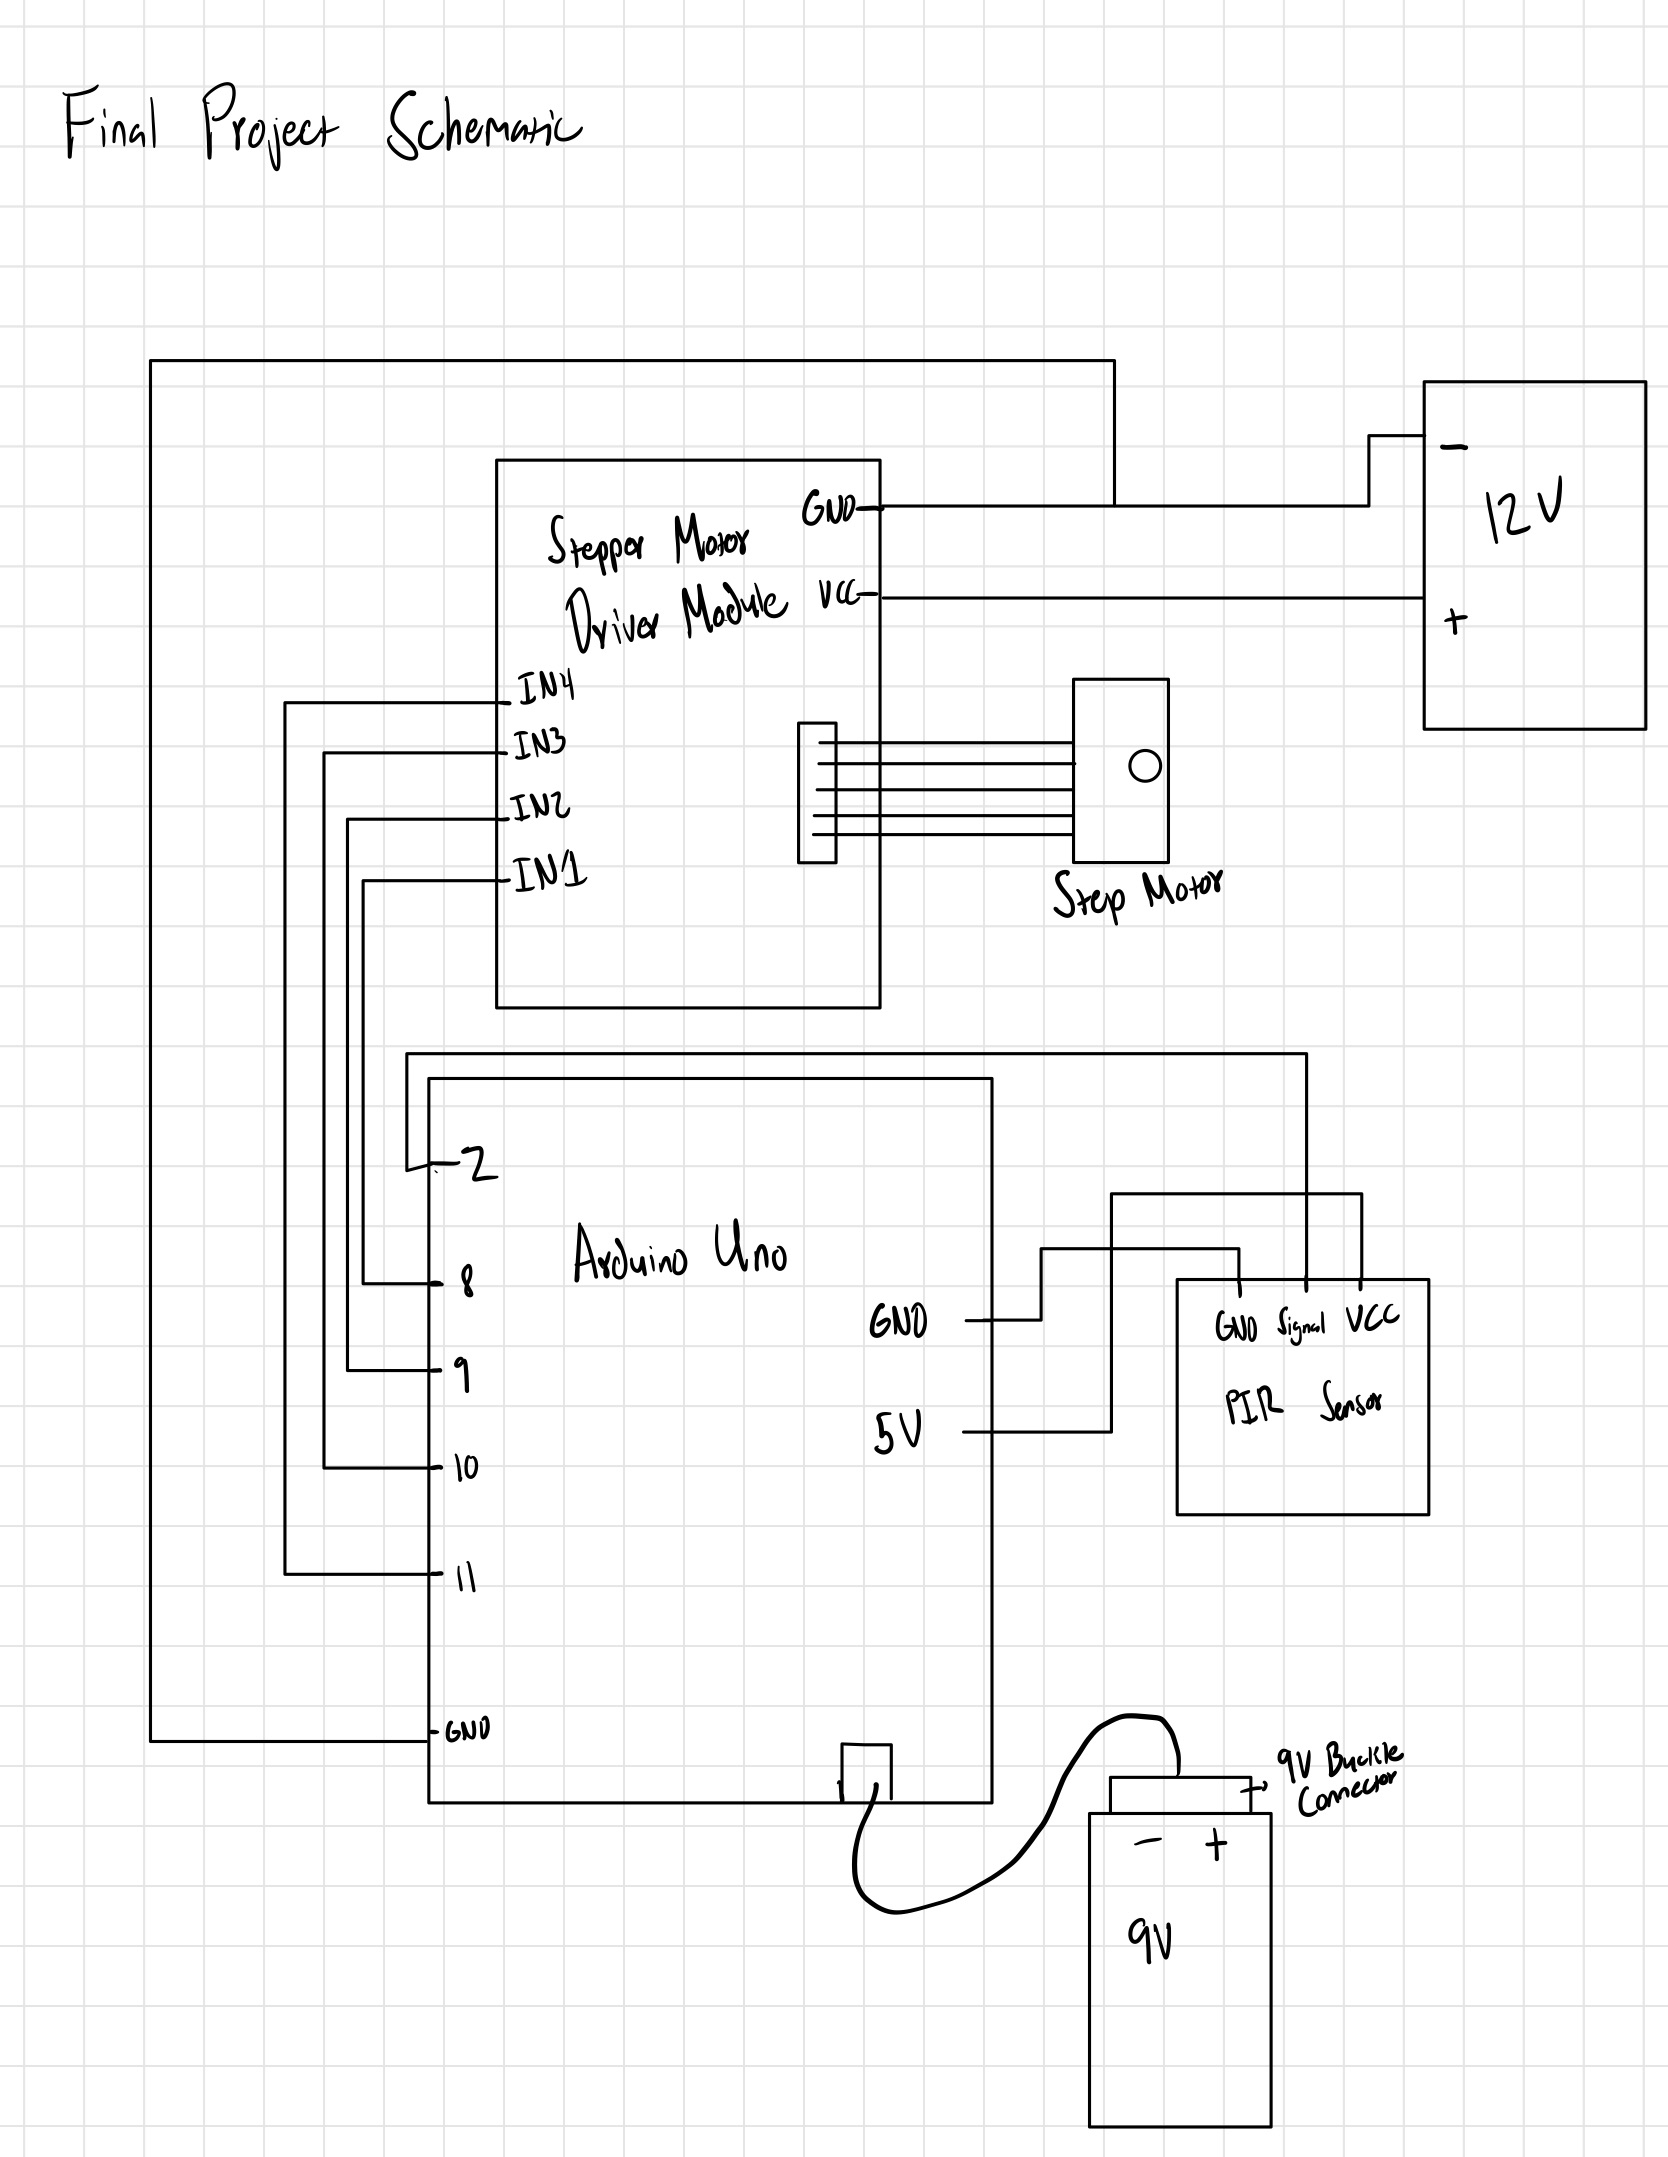 Final Project Schematic
−
12V
+
GND
Stepper Motor
Driver Module
VCC
IN4
IN3
IN2
IN1
Step Motor
2
Arduino Uno
8
9
10
11
GND
5V
GND
GND Signal VCC
PIR Sensor
9V Buckle
Connector
− +
9V